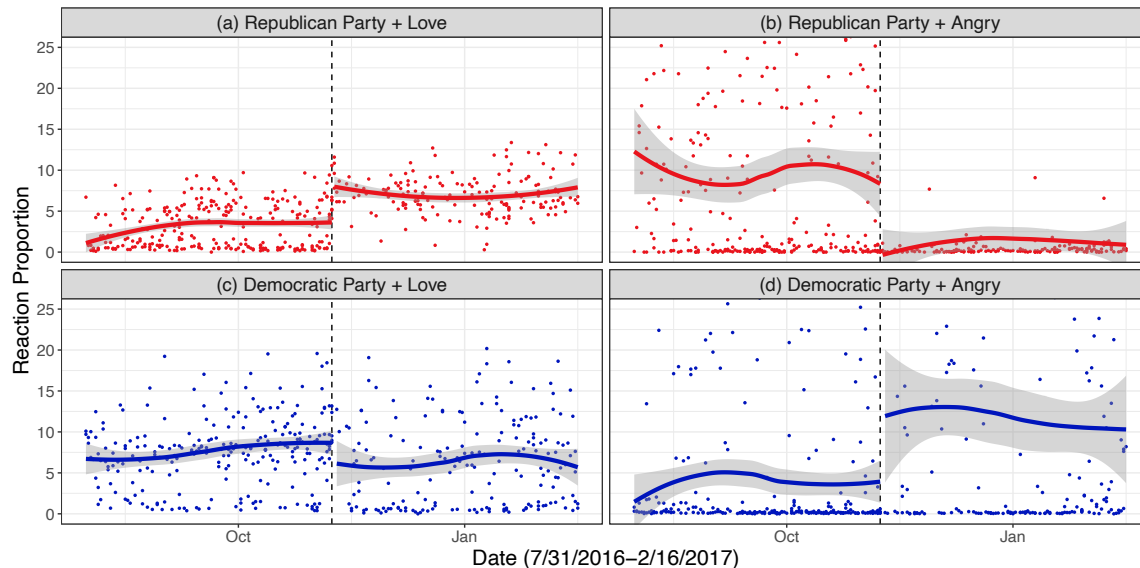 (a) Republican Party + Love
(b) Republican Party + Angry
25
20
15
10
5
0
(c) Democratic Party + Love
(d) Democratic Party + Angry
25
20
15
10
5
0
Reaction Proportion
Oct
Jan
Oct
Jan
Date (7/31/2016−2/16/2017)